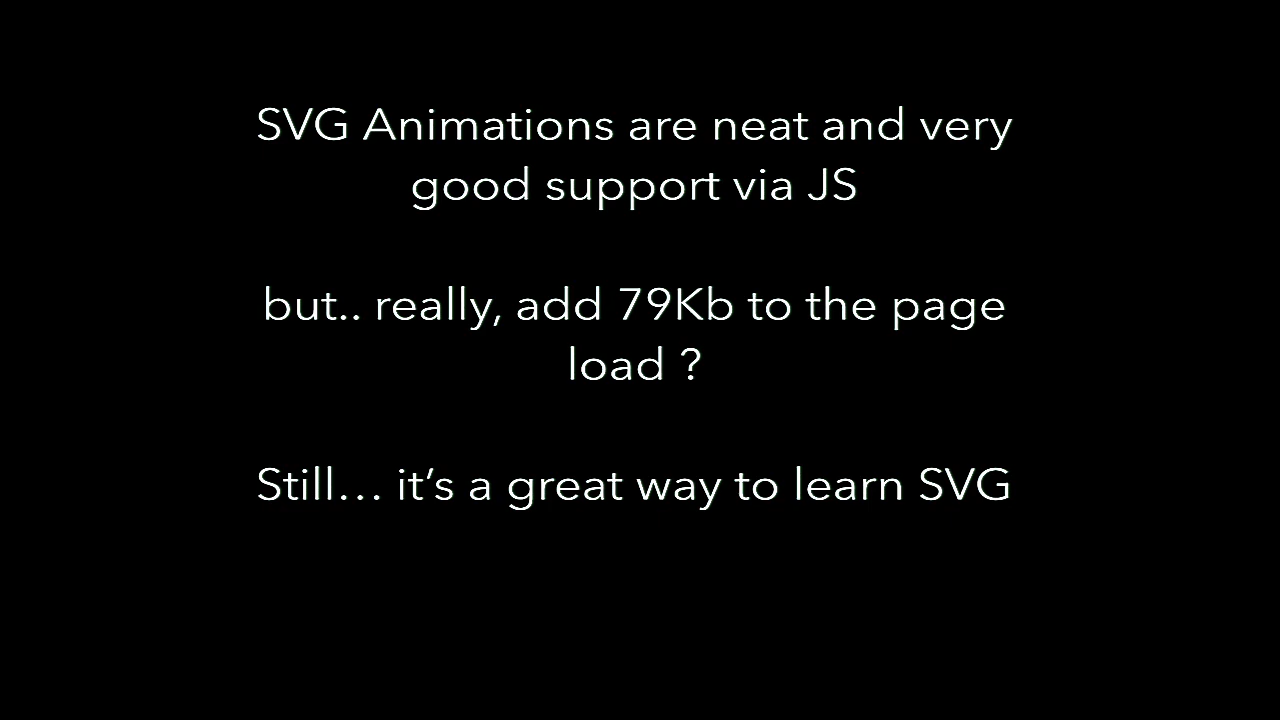 SVG Animations are neat and very
good support via JS
but.. really, add 79Kb to the page
load ?
Still… it’s a great way to learn SVG